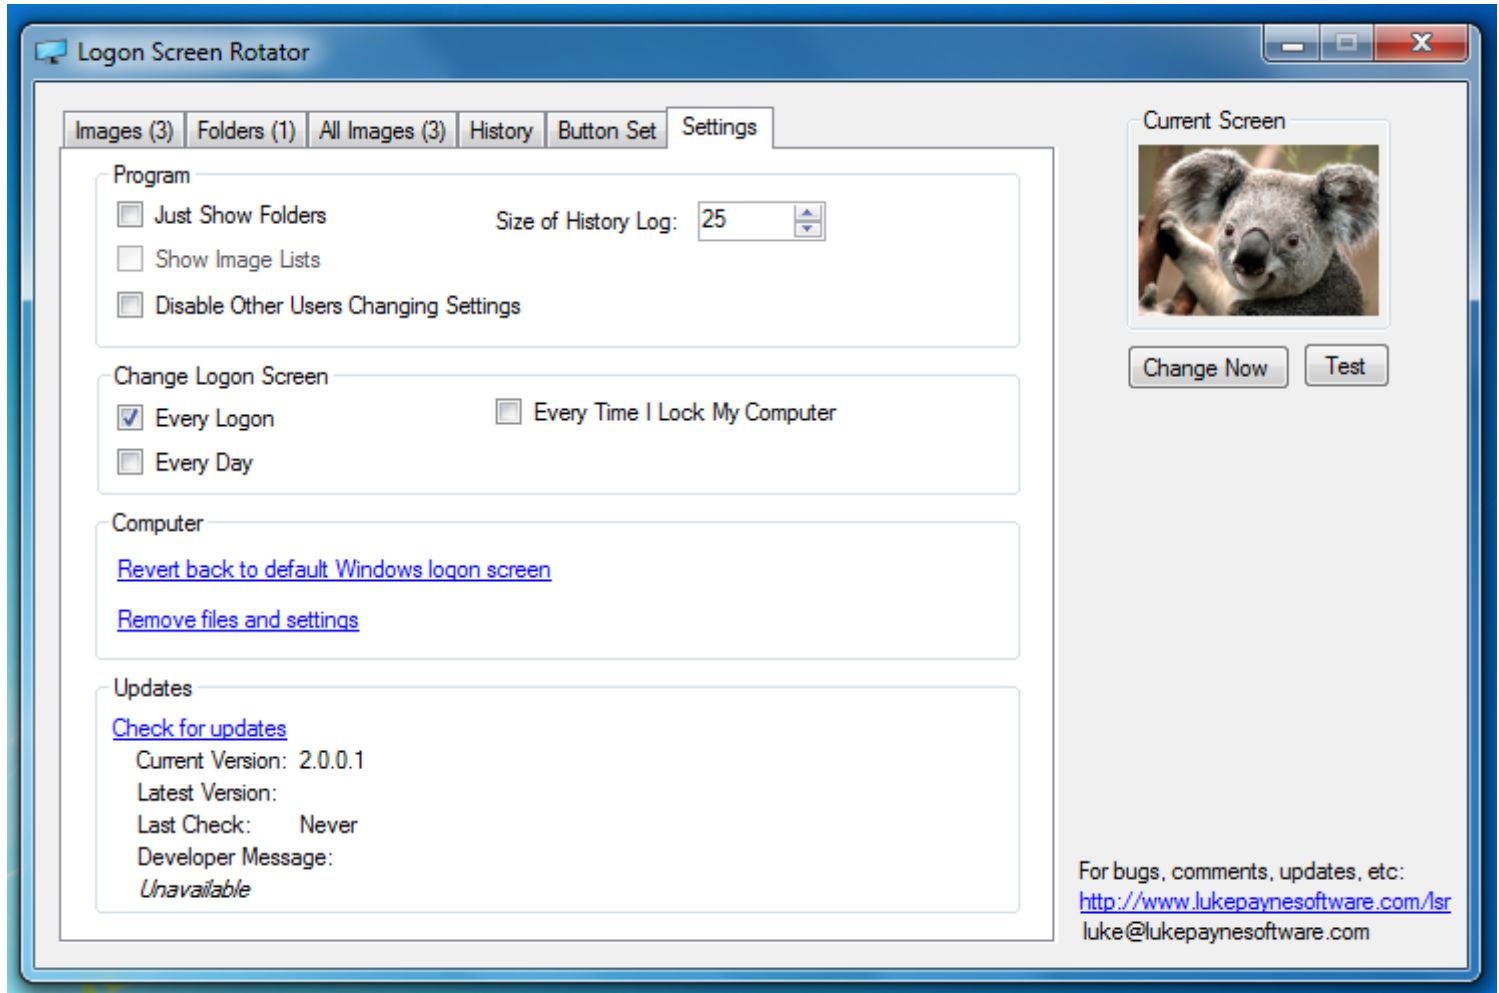 Logon Screen Rotator
Images (3) Folders (1) All Images (3) History Button Set Settings
Program
Just Show Folders
Size of History Log: 25
Show Image Lists
Disable Other Users Changing Settings
Change Logon Screen
Every Logon
Every Time I Lock My Computer
Every Day
Computer
Revert back to default Windows logon screen
Remove files and settings
Updates
Check for updates
Current Version: 2.0.0.1
Latest Version:
Last Check: Never
Developer Message:
Unavailable
Current Screen
Change Now Test
For bugs, comments, updates, etc:
http://www.lukepaynesoftware.com/lsr
luke@lukepaynesoftware.com